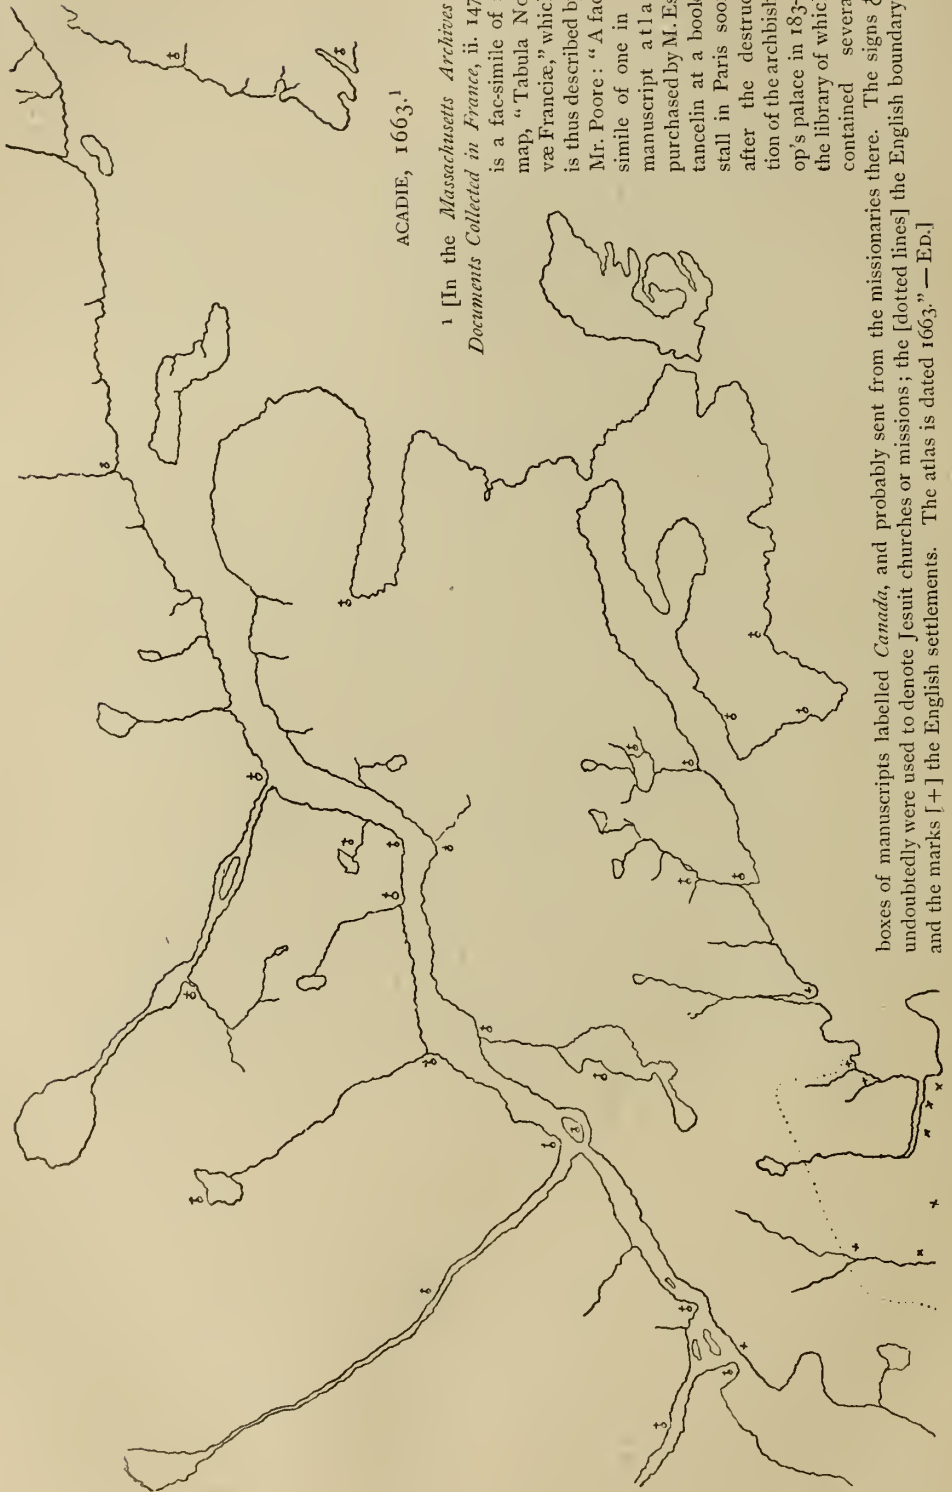 ACADIE, 1663.¹
¹ [In the Massachusetts Archives
Documents Collected in France, ii. 147
is a fac-simile of a
map, “Tabula No
væ Franciæ,” whic
is thus described b
Mr. Poore: “A fac
simile of one in
manuscript atla
purchased by M. Es
tancelin at a book
stall in Paris soo
after the destruc
tion of the archbish
op's palace in 183-
the library of whic
contained severa
boxes of manuscripts labelled Canada, and probably sent from the missionaries there. The signs
undoubtedly were used to denote Jesuit churches or missions; the [dotted lines] the English boundary
and the marks [+] the English settlements. The atlas is dated 1663.” — ED.]